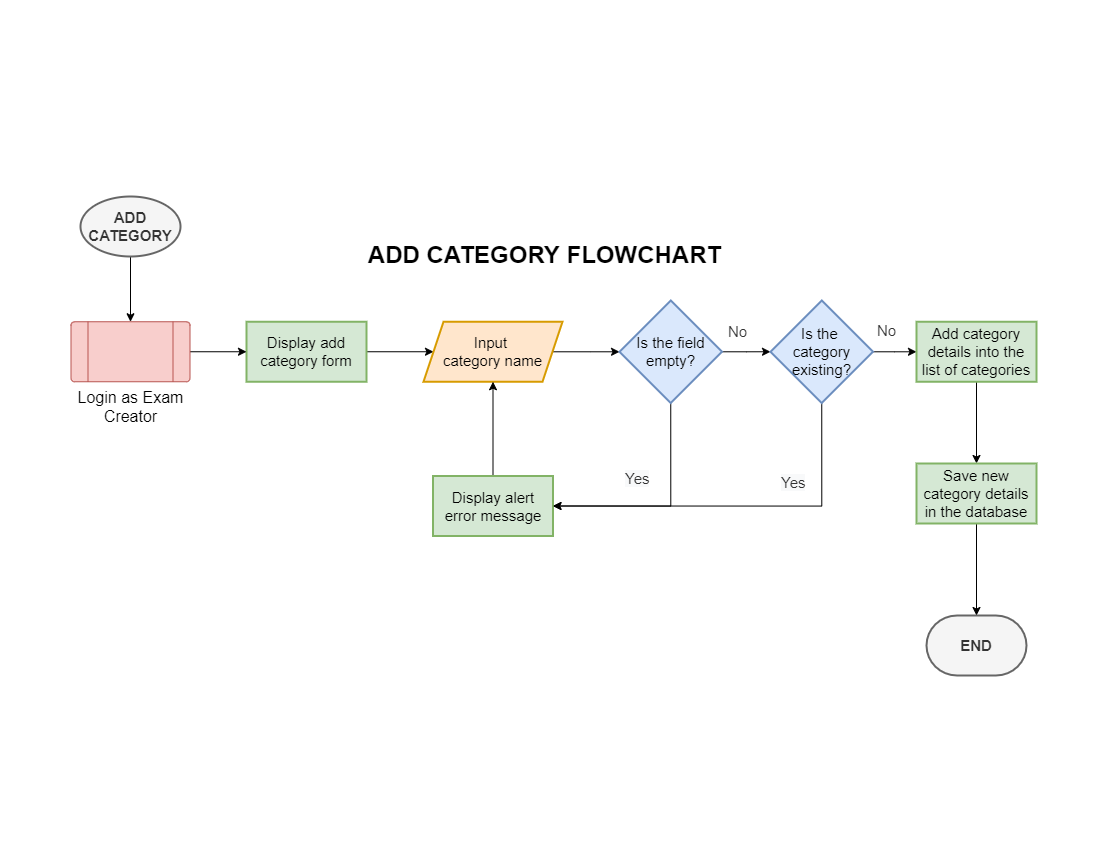 ADD
CATEGORY
ADD CATEGORY FLOWCHART
Login as Exam
Creator
Display add
category form
Input
category name
Is the field
empty?
No
Is the
category
existing?
No
Add category
details into the
list of categories
Yes
Yes
Display alert
error message
Save new
category details
in the database
END